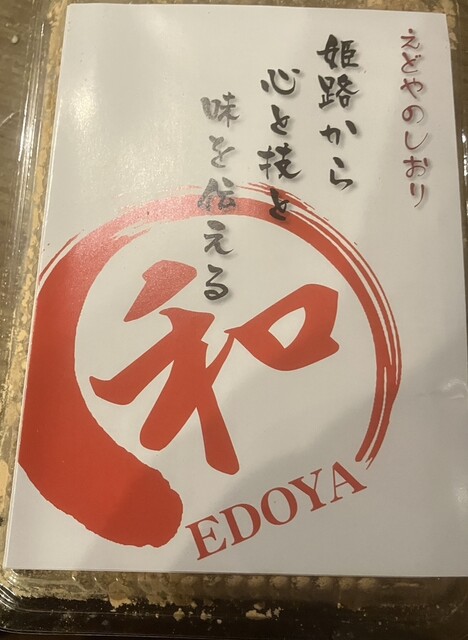 えどやのしおり
姫路から
心と技と
味を伝える
和
EDOYA